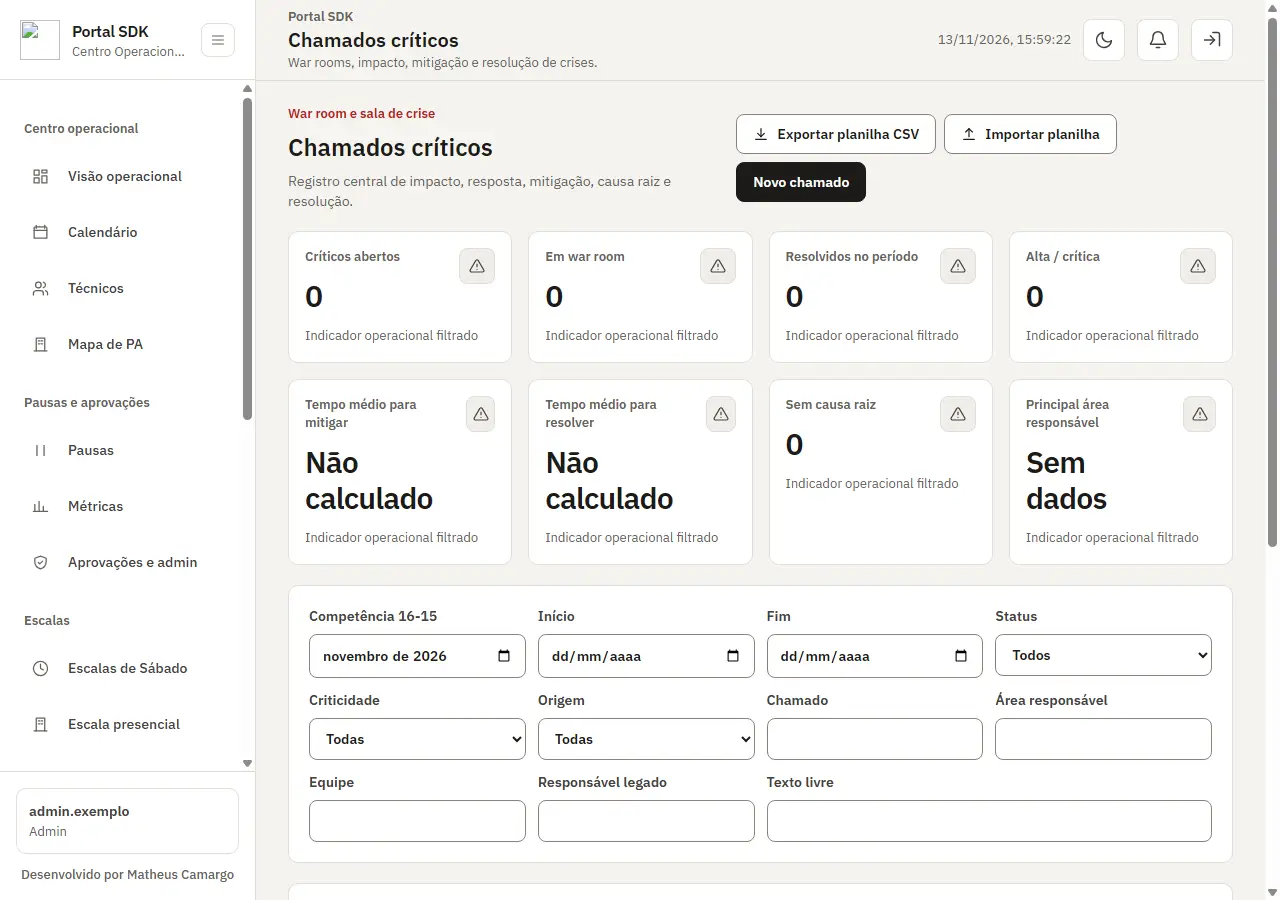 Portal SDK
Centro Operacion...
Centro operacional
Visão operacional
Calendário
Técnicos
Mapa de PA
Pausas e aprovações
Pausas
Métricas
Aprovações e admin
Escalas
Escalas de Sábado
Escala presencial
admin.exemplo
Admin
Desenvolvido por Matheus Camargo
Portal SDK
Chamados críticos
War rooms, impacto, mitigação e resolução de crises.
13/11/2026, 15:59:22
War room e sala de crise
Chamados críticos
Registro central de impacto, resposta, mitigação, causa raiz e
resolução.
Exportar planilha CSV
Importar planilha
Novo chamado
Críticos abertos
0
Indicador operacional filtrado
Em war room
0
Indicador operacional filtrado
Resolvidos no período
0
Indicador operacional filtrado
Alta / crítica
0
Indicador operacional filtrado
Tempo médio para
mitigar
Não
calculado
Indicador operacional filtrado
Tempo médio para
resolver
Não
calculado
Indicador operacional filtrado
Sem causa raiz
0
Indicador operacional filtrado
Principal área
responsável
Sem
dados
Indicador operacional filtrado
Competência 16-15
novembro de 2026
Início
dd/mm/aaaa
Fim
dd/mm/aaaa
Status
Todos
Criticidade
Todas
Origem
Todas
Chamado
Área responsável
Equipe
Responsável legado
Texto livre